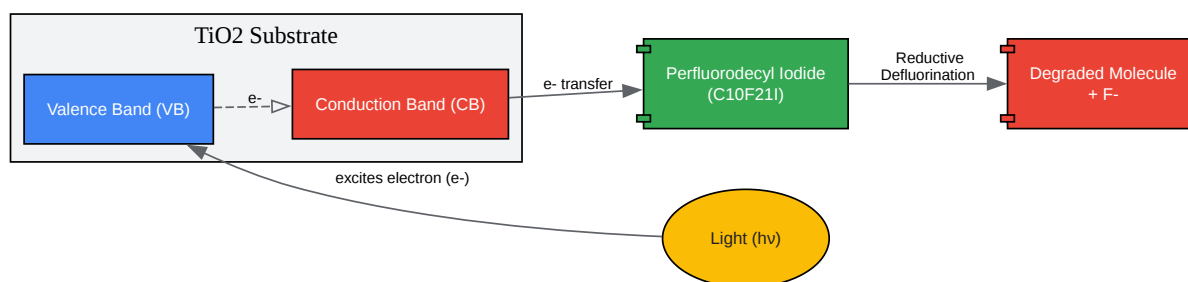 TiO2 Substrate
Valence Band (VB)
e-
Conduction Band (CB)
e- transfer
Perfluorodecyl Iodide
(C10F21I)
Reductive
Defluorination
Degraded Molecule
+ F-
excites electron (e-)
Light (hν)